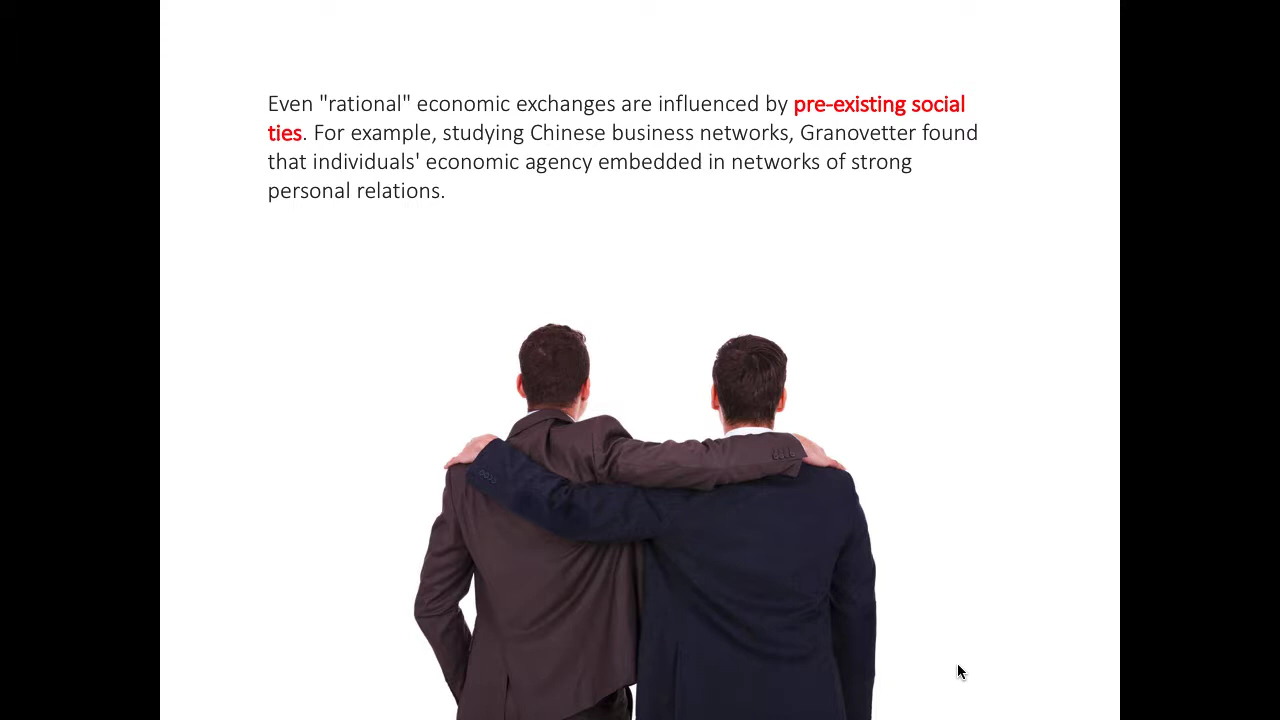 Even "rational" economic exchanges are influenced by pre-existing social
ties. For example, studying Chinese business networks, Granovetter found
that individuals' economic agency embedded in networks of strong
personal relations.